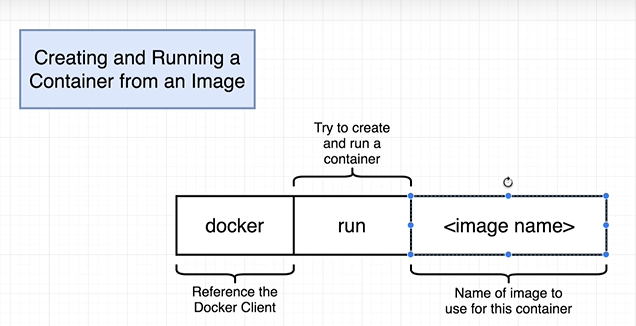 Creating and Running a
Container from an Image
Try to create
and run a
container
docker
run
<image name>
Reference the
Docker Client
Name of image to
use for this container